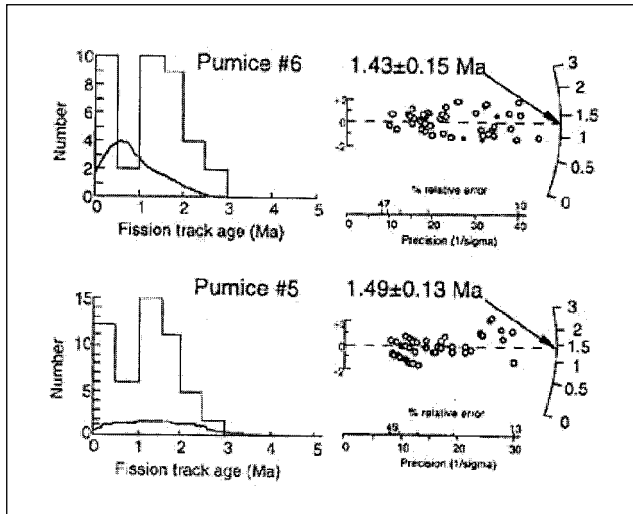 Pumice #6
1.43±0.15 Ma
10
8
6
4
2
0
Number
0 1 2 3 4 5
Fission track age (Ma)
+2
0
-2
3
2
1.5
1
0.5
0
% relative error
47
10 20 30 40
Precision (1/sigma)
Pumice #5
1.49±0.13 Ma
15
10
5
0
Number
0 1 2 3 4 5
Fission track age (Ma)
+2
0
-2
3
2
1.5
1
0.5
0
% relative error
13
10 20 30
Precision (1/sigma)